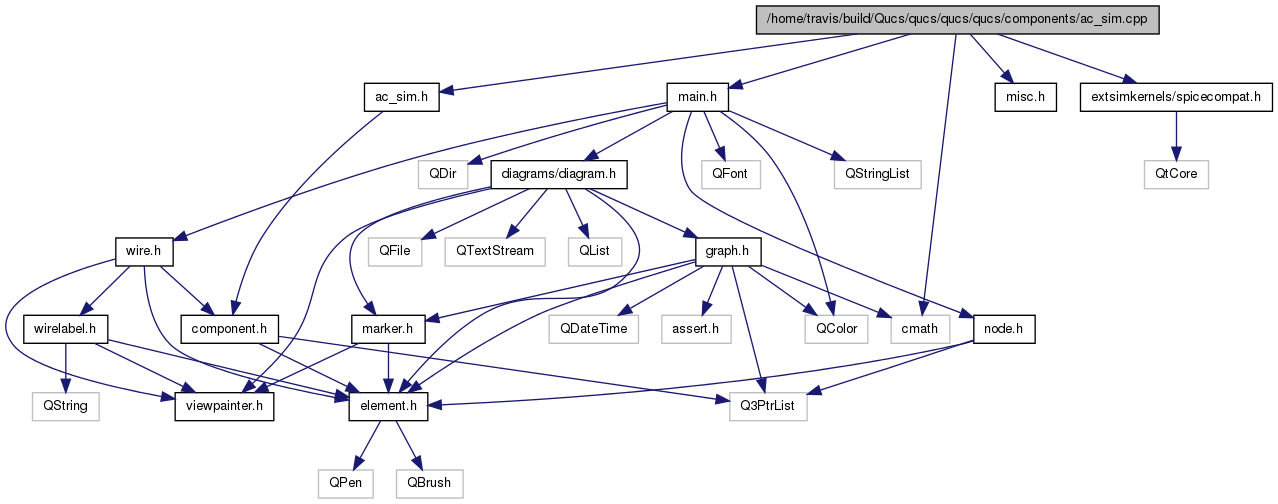 /home/travis/build/Qucs/qucs/qucs/qucs/components/ac_sim.cpp
ac_sim.h
main.h
misc.h
extsimkernels/spicecompat.h
QDir
diagrams/diagram.h
QFont
QStringList
QtCore
wire.h
QFile
QTextStream
QList
graph.h
wirelabel.h
component.h
marker.h
QDateTime
assert.h
QColor
cmath
node.h
QString
viewpainter.h
element.h
Q3PtrList
QPen
QBrush